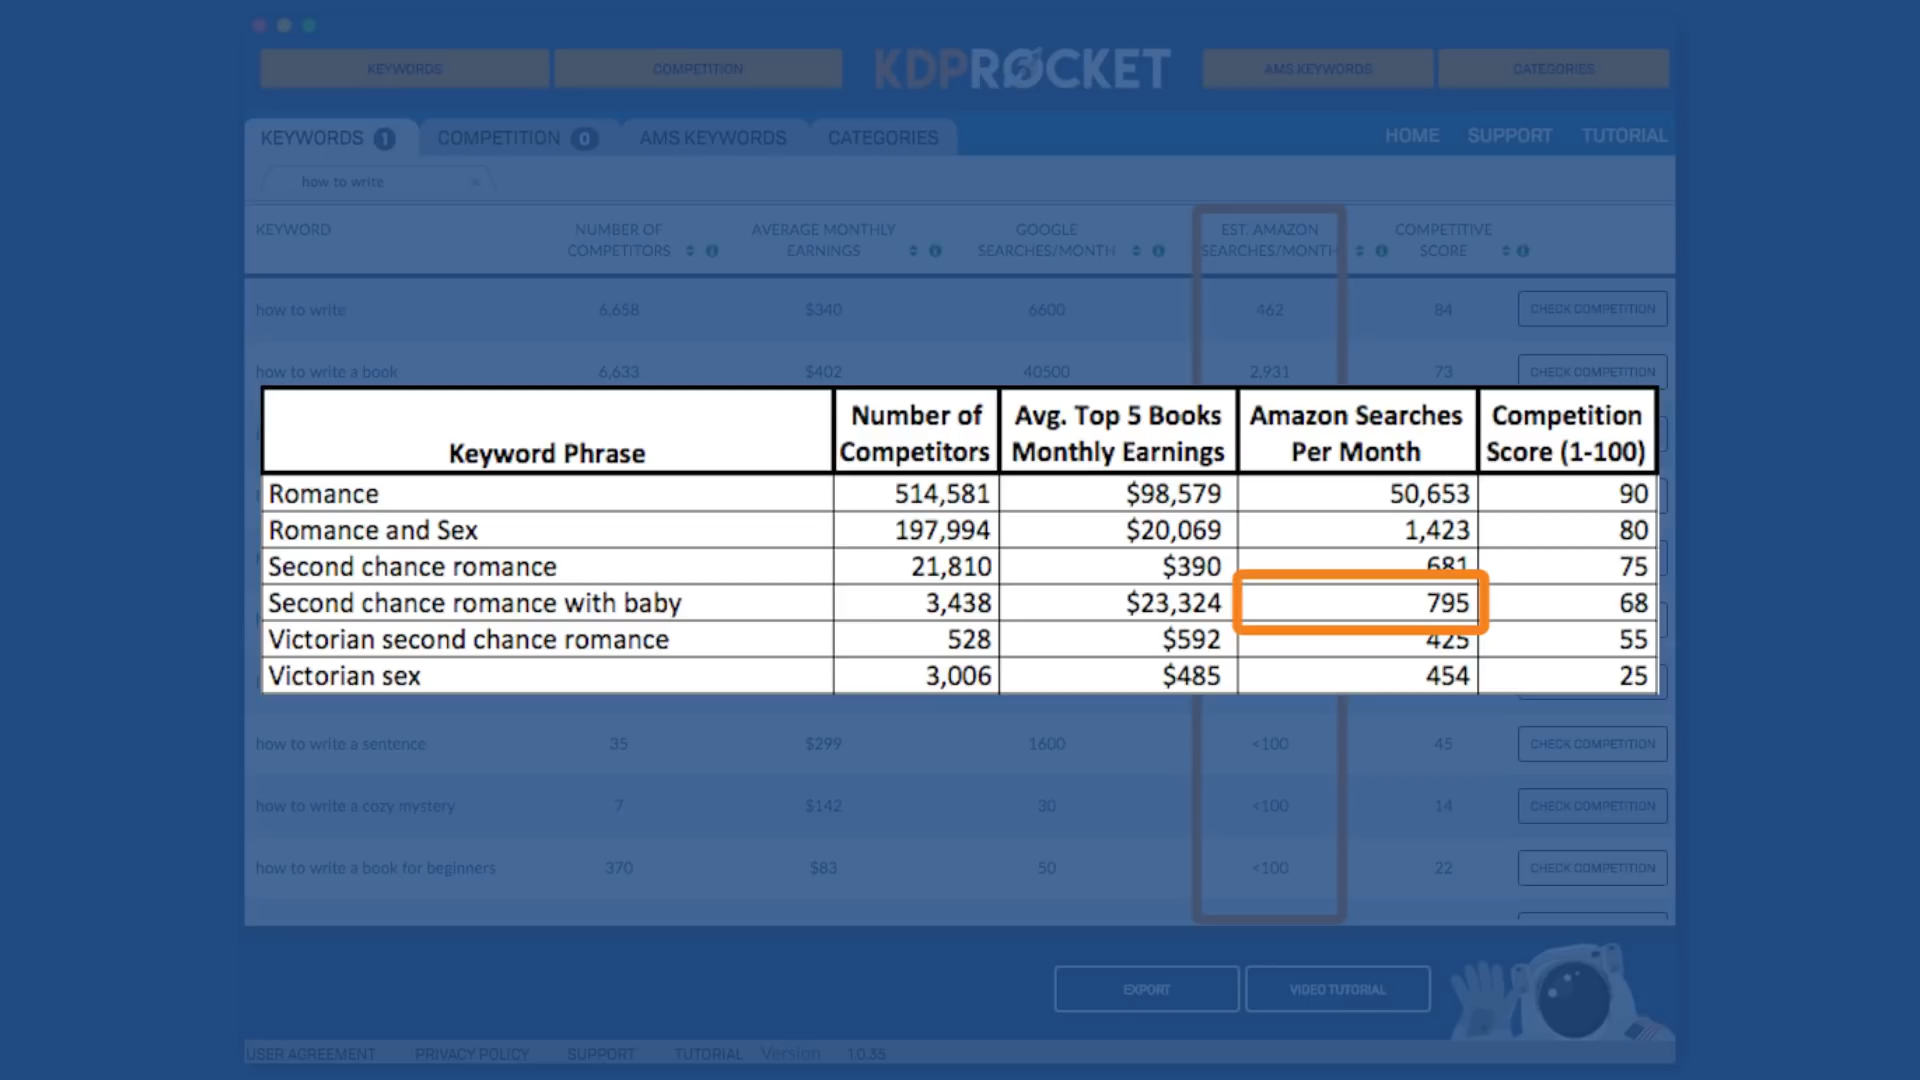 KEYWORDS COMPETITION KDPROCKET AMS KEYWORDS CATEGORIES
KEYWORDS 1 COMPETITION 0 AMS KEYWORDS CATEGORIES HOME SUPPORT TUTORIAL
how to write ×
KEYWORD NUMBER OF COMPETITORS AVERAGE MONTHLY EARNINGS GOOGLE SEARCHES/MONTH EST. AMAZON SEARCHES/MONTH COMPETITIVE SCORE
how to write 6,658 $340 6600 462 84 CHECK COMPETITION
how to write a book 6,633 $402 40500 2,931 73 CHECK COMPETITION
Keyword Phrase Number of Competitors Avg. Top 5 Books Monthly Earnings Amazon Searches Per Month Competition Score (1-100)
Romance 514,581 $98,579 50,653 90
Romance and Sex 197,994 $20,069 1,423 80
Second chance romance 21,810 $390 681 75
Second chance romance with baby 3,438 $23,324 795 68
Victorian second chance romance 528 $592 425 55
Victorian sex 3,006 $485 454 25
how to write a sentence 35 $299 1600 <100 45 CHECK COMPETITION
how to write a cozy mystery 7 $142 30 <100 14 CHECK COMPETITION
how to write a book for beginners 370 $83 50 <100 22 CHECK COMPETITION
EXPORT VIDEO TUTORIAL
USER AGREEMENT PRIVACY POLICY SUPPORT TUTORIAL Version 1.0.35